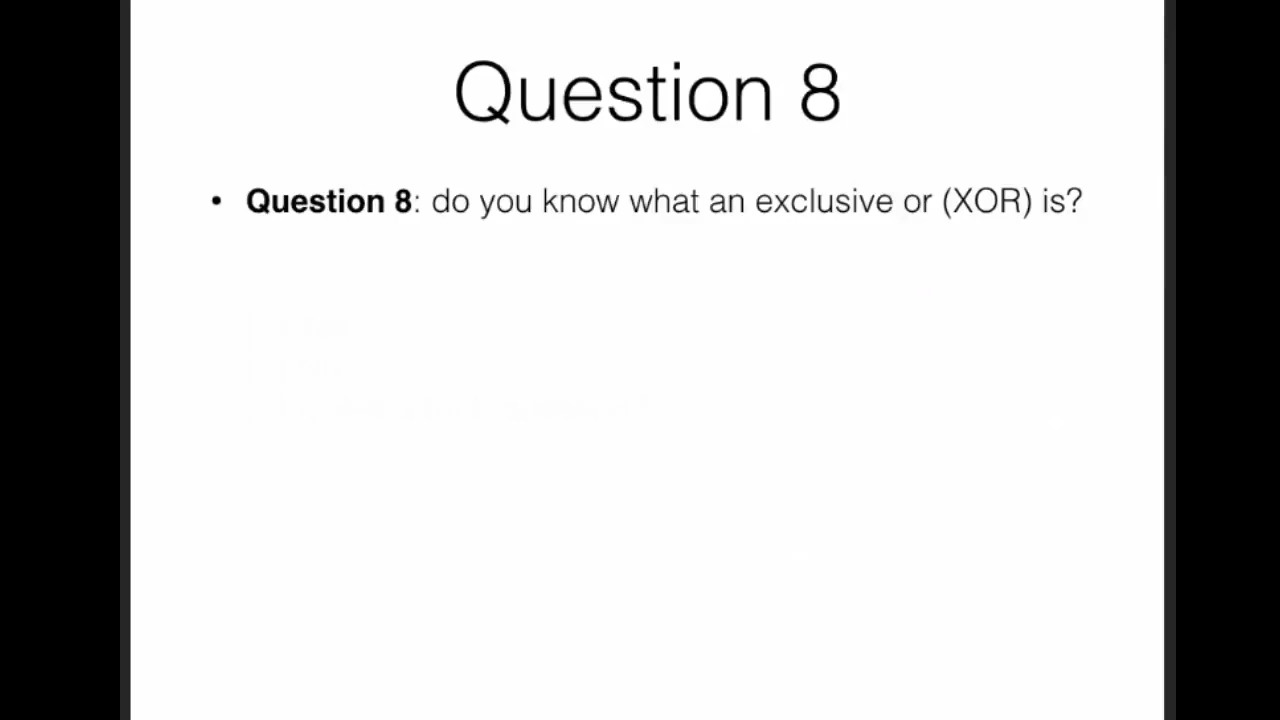 Question 8
• Question 8: do you know what an exclusive or (XOR) is?